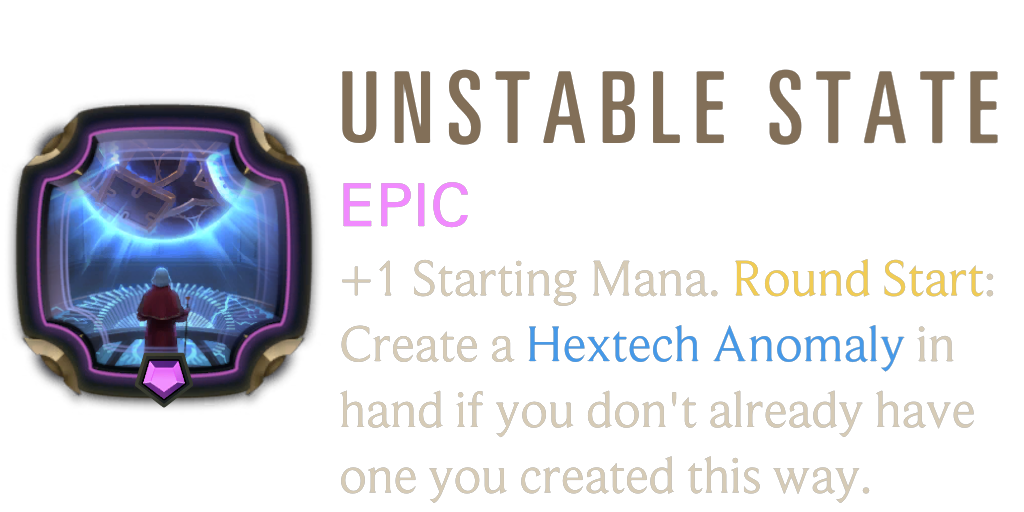 UNSTABLE STATE
EPIC
+1 Starting Mana. Round Start:
Create a Hextech Anomaly in
hand if you don't already have
one you created this way.